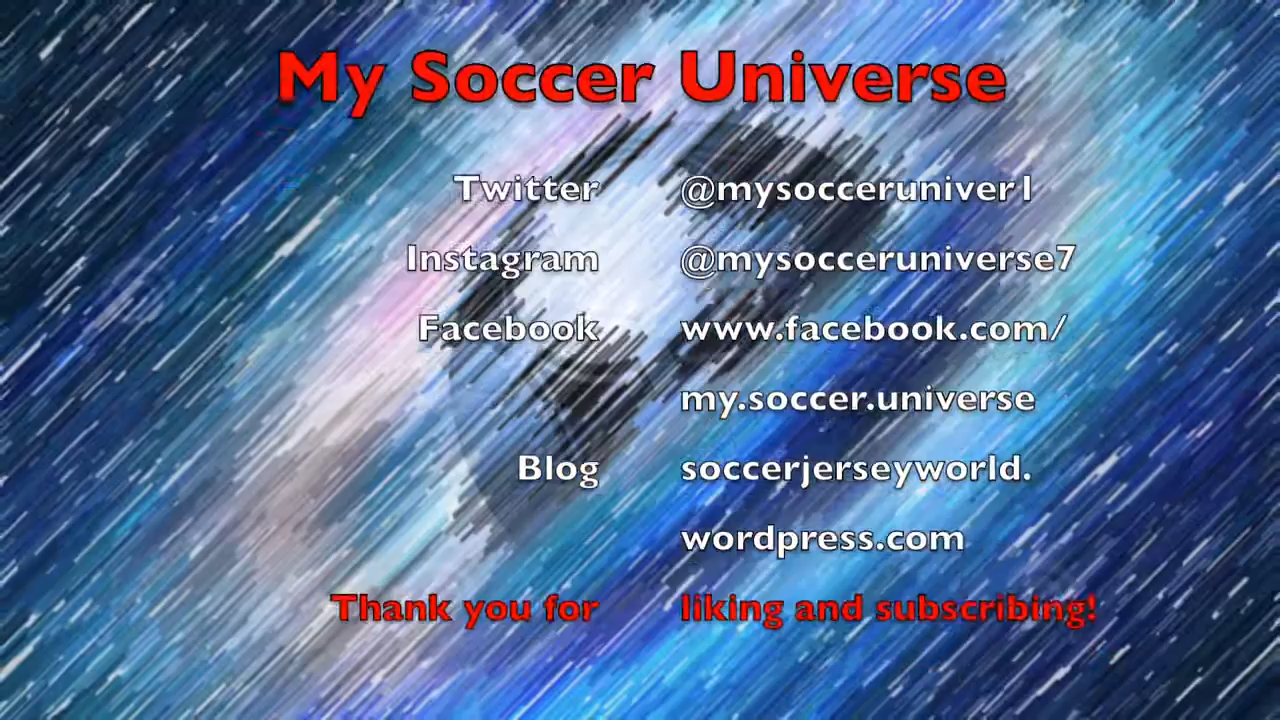 My Soccer Universe
Twitter @mysocceruniver1
Instagram @mysocceruniverse7
Facebook www.facebook.com/
my.soccer.universe
Blog soccerjerseyworld.
wordpress.com
Thank you for liking and subscribing!